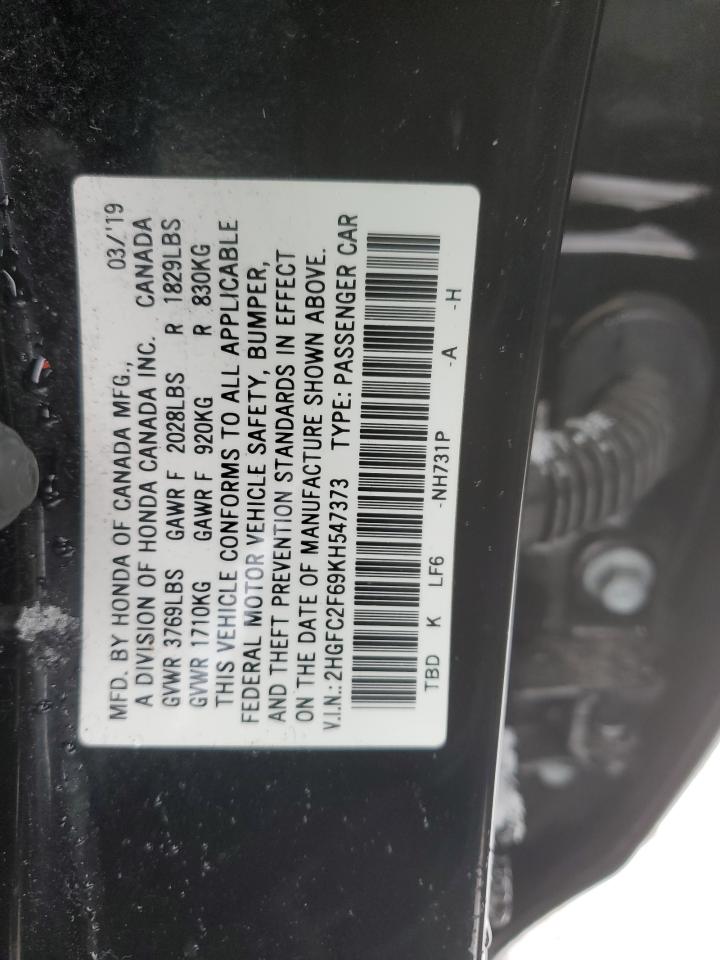 MFD. BY HONDA OF CANADA MFG., 03/'19
A DIVISION OF HONDA CANADA INC. CANADA
GVWR 3769LBS GAWR F 2028LBS R 1829LBS
GVWR 1710KG GAWR F 920KG R 830KG
THIS VEHICLE CONFORMS TO ALL APPLICABLE
FEDERAL MOTOR VEHICLE SAFETY, BUMPER,
AND THEFT PREVENTION STANDARDS IN EFFECT
ON THE DATE OF MANUFACTURE SHOWN ABOVE.
V.I.N.: 2HGFC2F69KH547373 TYPE: PASSENGER CAR
TBD K LF6 -NH731P -A -H